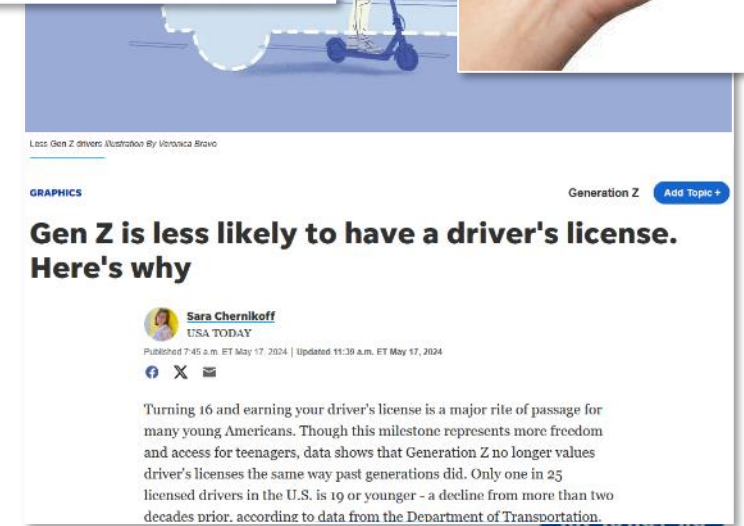 Less Gen Z drivers Illustration By Veronica Bravo
GRAPHICS
Generation Z
Add Topic +
Gen Z is less likely to have a driver's license.
Here's why
Sara Chernikoff
USA TODAY
Published 7:45 a.m. ET May 17, 2024 | Updated 11:39 a.m. ET May 17, 2024
Turning 16 and earning your driver's license is a major rite of passage for
many young Americans. Though this milestone represents more freedom
and access for teenagers, data shows that Generation Z no longer values
driver's licenses the same way past generations did. Only one in 25
licensed drivers in the U.S. is 19 or younger - a decline from more than two
decades prior, according to data from the Department of Transportation.